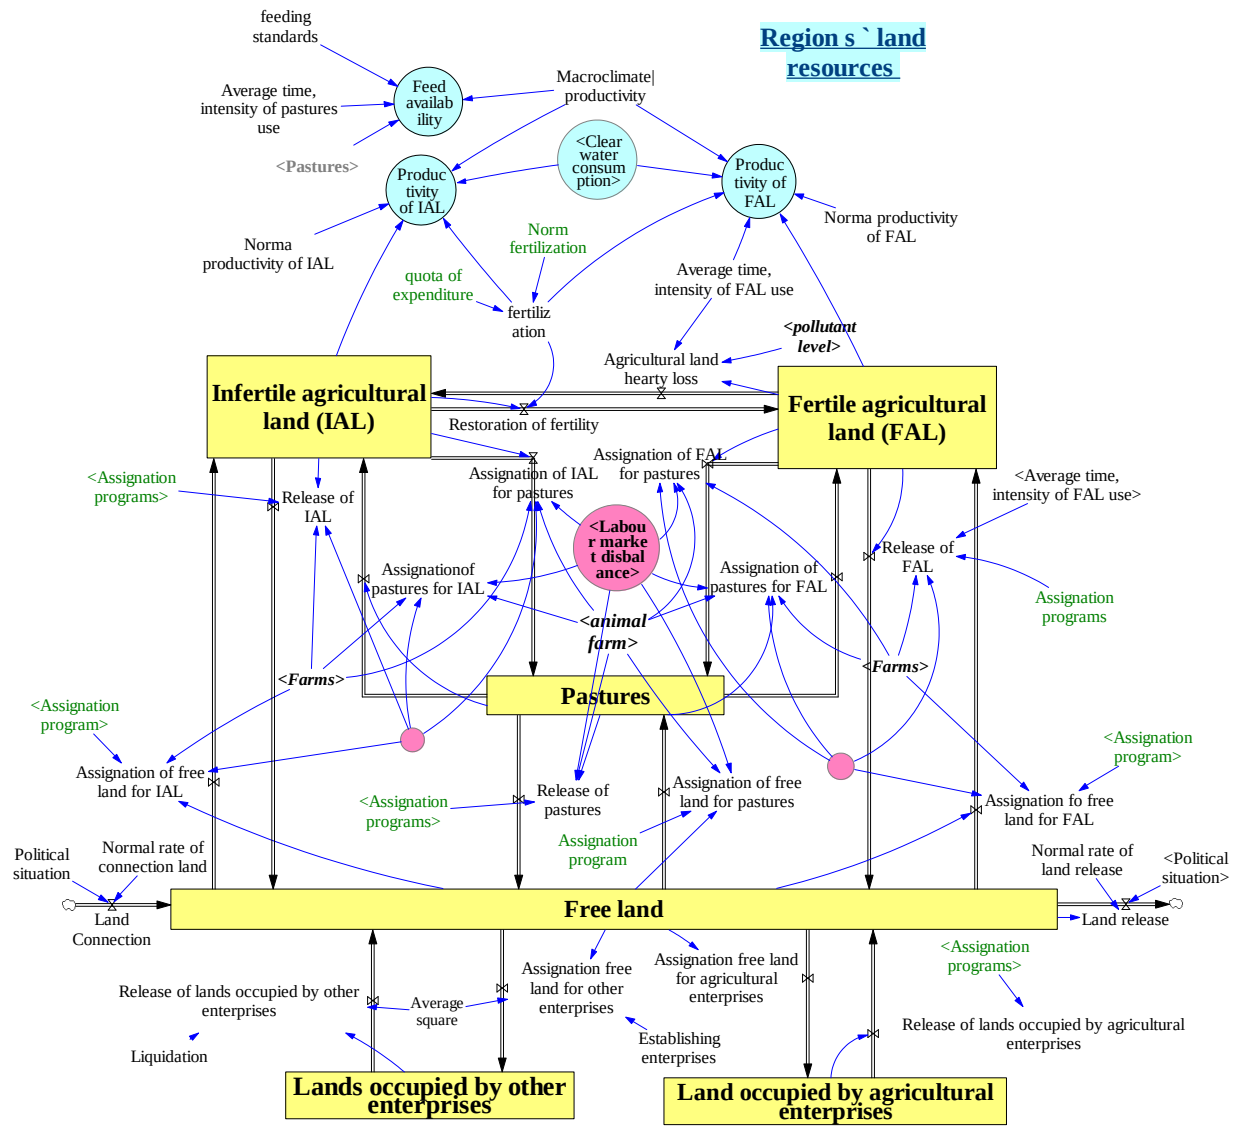 feeding
standards
Region s ` land
resources
Feed
availab
ility
Macroclimate|
productivity
Average time,
intensity of pastures
use
<Pastures>
<Clear
water
consum
ption>
Produc
tivity
of IAL
Produc
tivity of
FAL
Norma productivity
of FAL
Norma
productivity of IAL
Norm
fertilization
quota of
expenditure
Average time,
intensity of FAL use
fertiliz
ation
<pollutant
level>
Agricultural land
hearty loss
Infertile agricultural
land (IAL)
Fertile agricultural
land (FAL)
Restoration of fertility
Assignation of FAL
for pastures
Assignation of IAL
for pastures
<Assignation
programs>
Release of
IAL
<Average time,
intensity of FAL use>
<Labou
r marke
t disbal
ance>
Release of
FAL
Assignationof
pastures for IAL
Assignation of
pastures for FAL
Assignation
programs
<animal
farm>
<Farms>
<Farms>
Pastures
<Assignation
program>
<Assignation
program>
Assignation of free
land for IAL
Release of
pastures
Assignation of free
land for pastures
Assignation fo free
land for FAL
<Assignation
programs>
Assignation
program
Political
situation
Normal rate of
connection land
Normal rate of
land release
<Political
situation>
Free land
Land
Connection
Land release
Assignation free
land for other
enterprises
Assignation free land
for agricultural
enterprises
<Assignation
programs>
Release of lands occupied by other
enterprises
Average
square
Release of lands occupied by agricultural
enterprises
Liquidation
Establishing
enterprises
Lands occupied by other
enterprises
Land occupied by agricultural
enterprises